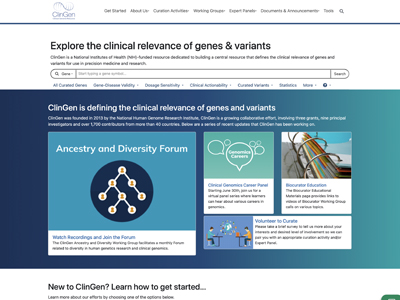 ClinGen
Get Started About Us Curation Activities Working Groups Expert Panels Documents & Announcements Tools
Explore the clinical relevance of genes & variants
ClinGen is a National Institutes of Health (NIH)-funded resource dedicated to building a central resource that defines the clinical relevance of genes and
variants for use in precision medicine and research.
Gene Start typing a gene symbol... Search
All Curated Genes Gene-Disease Validity Dosage Sensitivity Clinical Actionability Curated Variants Statistics More
ClinGen is defining the clinical relevance of genes and variants
ClinGen was founded in 2013 by the National Human Genome Research Institute, ClinGen is a growing collaborative effort, involving three grants, nine principal
investigators and over 1,700 contributors from more than 40 countries. Below are a series of recent updates that ClinGen has been working on.
Ancestry and Diversity Forum
Watch Recordings and Join the Forum
The ClinGen Ancestry and Diversity Working Group facilitates a monthly Forum
related to diversity in human genetics research and clinical genomics.
Genomics
Careers
Clinical Genomics Career Panel
Starting June 30th, join us for a
virtual panel series where learners
can hear about various careers in
genomics.
Biocurator Education
The Biocurator Educational
Materials page provides links to
videos of Biocurator Working Group
calls on various topics
Volunteer to Curate
Please take a brief survey to tell us more about your
interests and desired level of involvement so we can
pair you with an appropriate curation activity and/or
Expert Panel.
New to ClinGen? Learn how to get started...
Learn more about our efforts by choosing one of the options below.